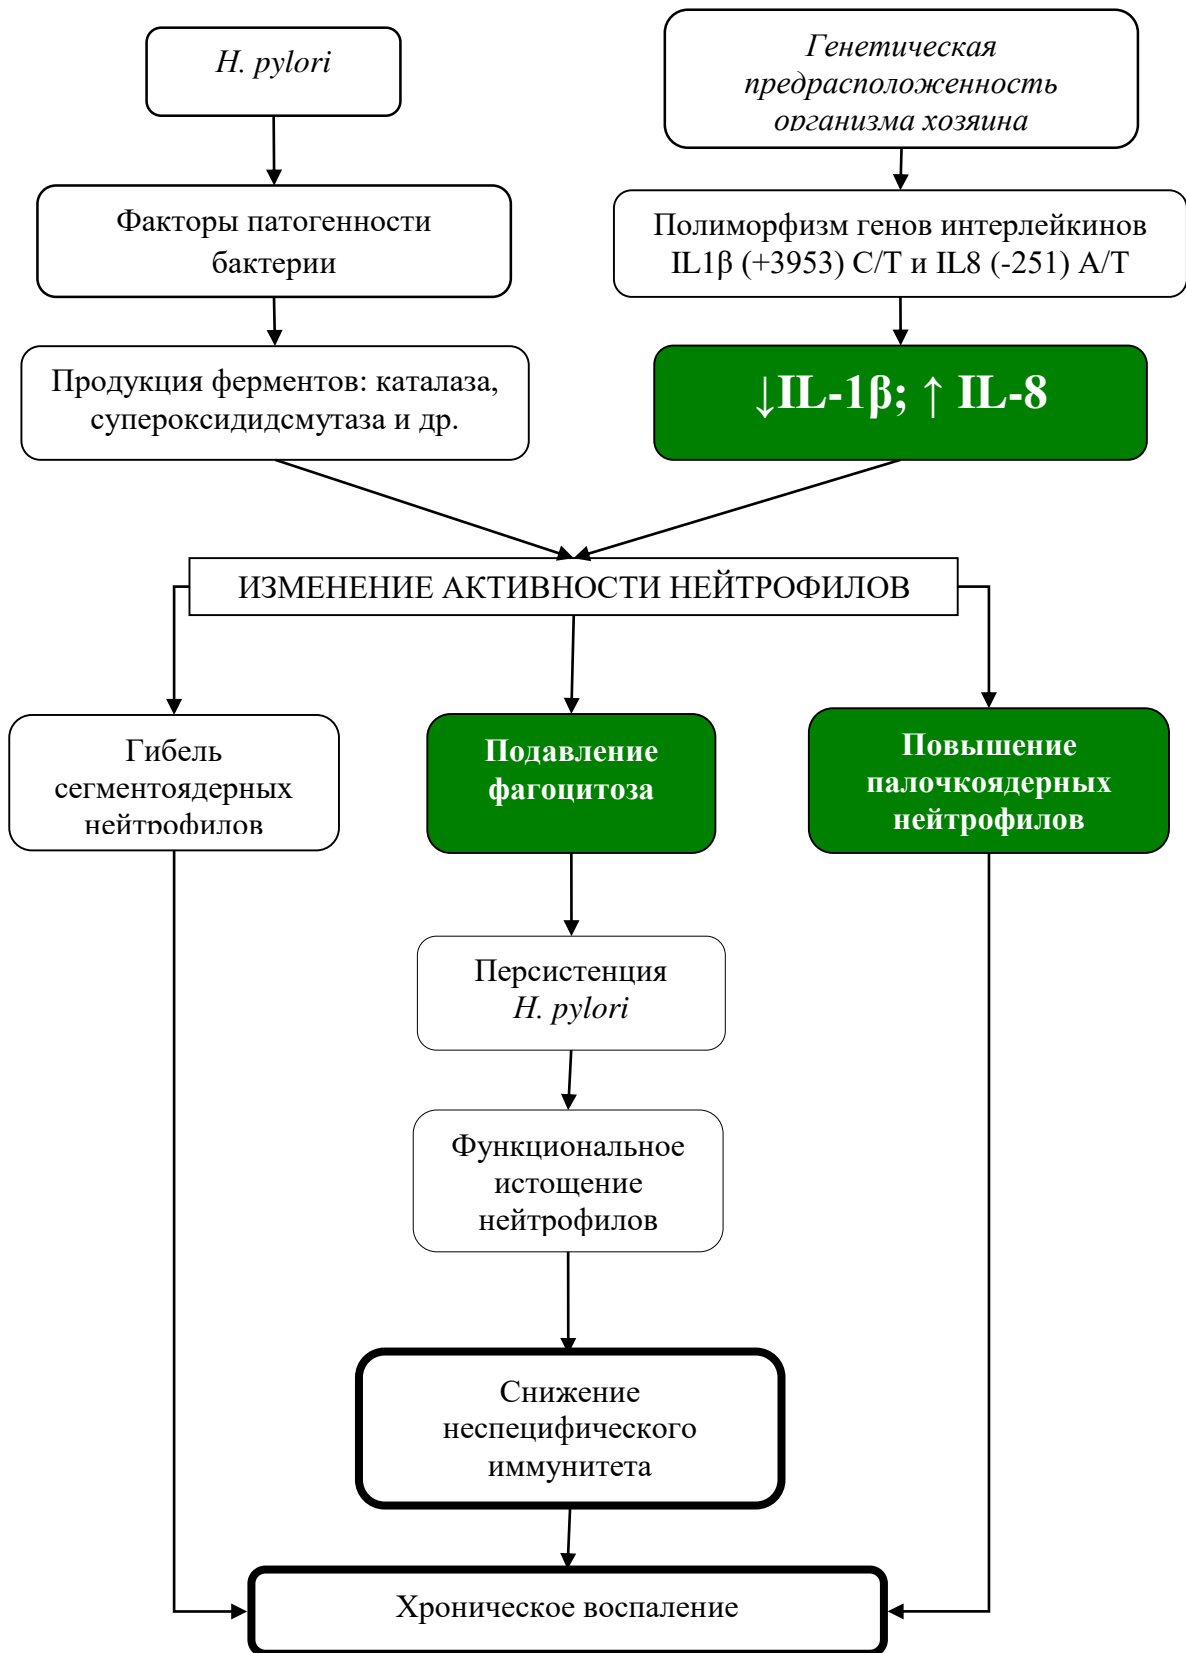 H. pylori
Генетическая
предрасположенность
организма хозяина
Факторы патогенности
бактерии
Полиморфизм генов интерлейкинов
IL1β (+3953) C/T и IL8 (-251) A/T
Продукция ферментов: каталаза,
супероксидидсмутаза и др.
↓IL-1β; ↑ IL-8
ИЗМЕНЕНИЕ АКТИВНОСТИ НЕЙТРОФИЛОВ
Гибель
сегментоядерных
нейтрофилов
Подавление
фагоцитоза
Повышение
палочкоядерных
нейтрофилов
Персистенция
H. pylori
Функциональное
истощение
нейтрофилов
Снижение
неспецифического
иммунитета
Хроническое воспаление